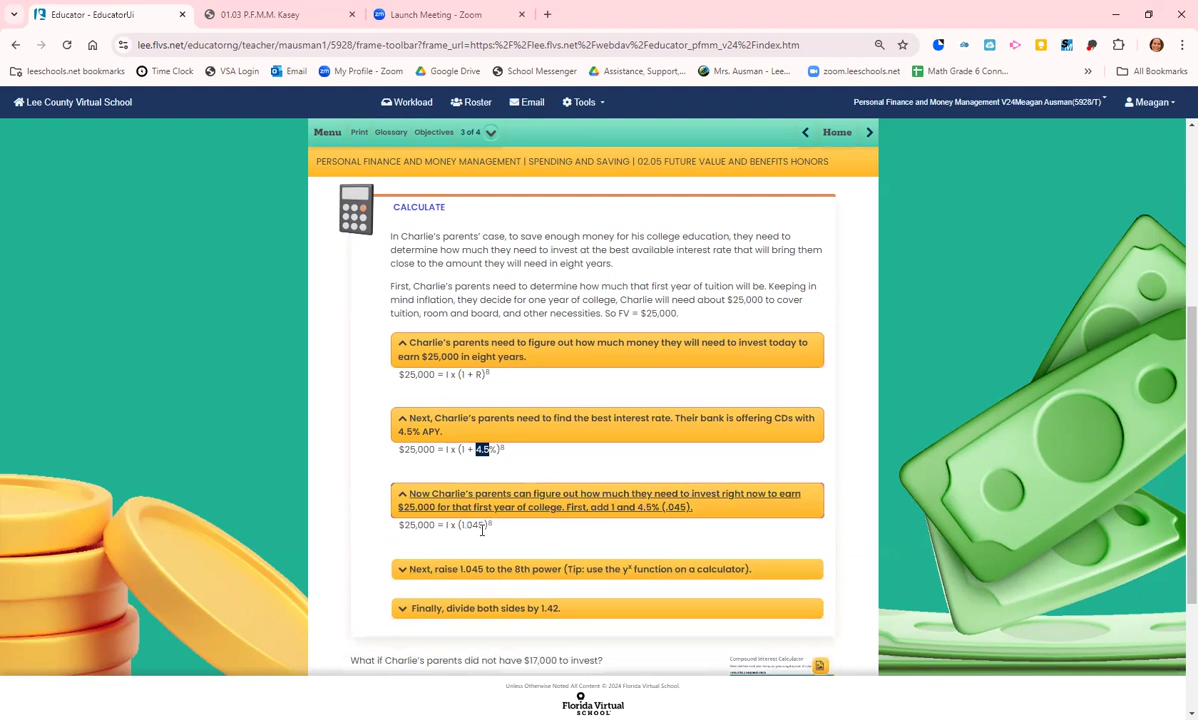 Educator - EducatorUi
01.03 P.F.M.M. Kasey
Launch Meeting - Zoom
lee.flvs.net/educatorng/teacher/mausman1/5928/frame-toolbar?frame_url=https:%2F%2Flee.flvs.net%2Fwebdav%2Feducator_pfmm_v24%2Findex.htm
leeschools.net bookmarks
Time Clock
VSA Login
Email
My Profile - Zoom
Google Drive
School Messenger
Assistance, Support,...
Mrs. Ausman - Lee...
zoom.leeschools.net
Math Grade 6 Conn...
All Bookmarks
Lee County Virtual School
Workload
Roster
Email
Tools
Personal Finance and Money Management V24Meagan Ausman(5928/T)
Meagan
Menu Print Glossary Objectives 3 of 4
Home
PERSONAL FINANCE AND MONEY MANAGEMENT | SPENDING AND SAVING | 02.05 FUTURE VALUE AND BENEFITS HONORS
CALCULATE
In Charlie's parents' case, to save enough money for his college education, they need to
determine how much they need to invest at the best available interest rate that will bring them
close to the amount they will need in eight years.
First, Charlie's parents need to determine how much that first year of tuition will be. Keeping in
mind inflation, they decide for one year of college, Charlie will need about $25,000 to cover
tuition, room and board, and other necessities. So FV = $25,000.
Charlie's parents need to figure out how much money they will need to invest today to
earn $25,000 in eight years.
$25,000 = I x (1 + R)⁸
Next, Charlie's parents need to find the best interest rate. Their bank is offering CDs with
4.5% APY.
$25,000 = I x (1 + 4.5%)⁸
Now Charlie's parents can figure out how much they need to invest right now to earn
$25,000 for that first year of college. First, add 1 and 4.5% (.045).
$25,000 = I x (1.045)⁸
Next, raise 1.045 to the 8th power (Tip: use the yˣ function on a calculator).
Finally, divide both sides by 1.42.
What if Charlie's parents did not have $17,000 to invest?
Compound Interest Calculator
Unless Otherwise Noted All Content © 2024 Florida Virtual School.
Florida Virtual
SCHOOL